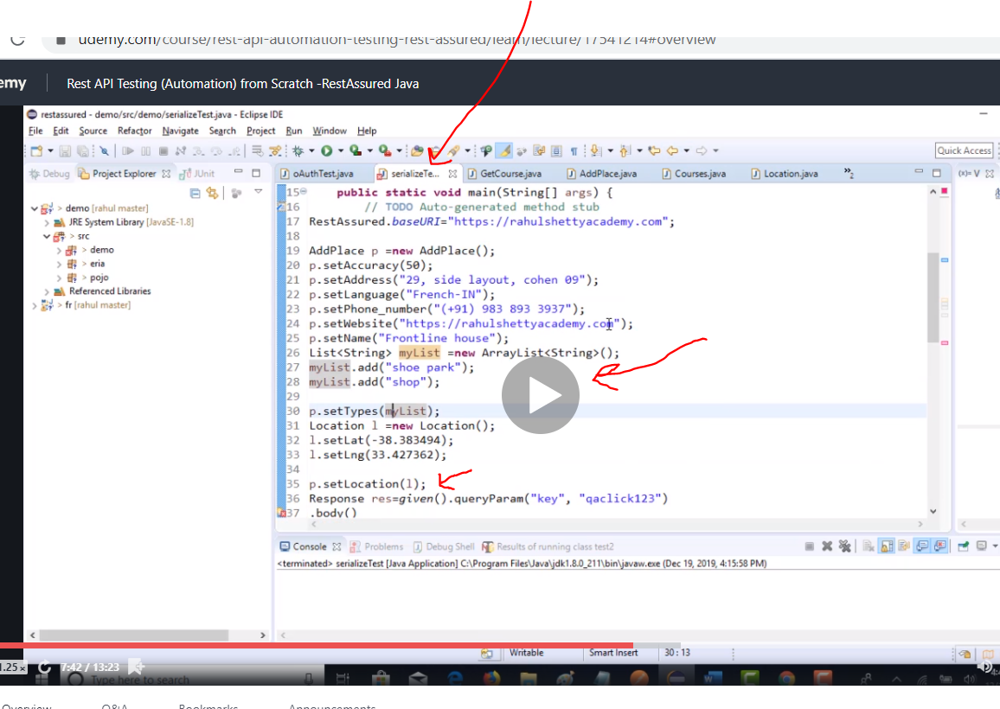 udemy.com/course/rest-api-automation-testing-rest-assured/learn/lecture/17541214#overview
emy Rest API Testing (Automation) from Scratch -RestAssured Java
restassured - demo/src/demo/serializeTest.java - Eclipse IDE
File Edit Source Refactor Navigate Search Project Run Window Help
Quick Access
Debug Project Explorer JUnit
oAuthTest.java serializeTe... GetCourse.java AddPlace.java Courses.java Location.java »2 (x)= V
demo [rahul master]
JRE System Library [JavaSE-1.8]
> src
> demo
> eria
> pojo
Referenced Libraries
> fr [rahul master]
15 public static void main(String[] args) {
16 // TODO Auto-generated method stub
17 RestAssured.baseURI="https://rahulshettyacademy.com";
18
19 AddPlace p =new AddPlace();
20 p.setAccuracy(50);
21 p.setAddress("29, side layout, cohen 09");
22 p.setLanguage("French-IN");
23 p.setPhone_number("(+91) 983 893 3937");
24 p.setWebsite("https://rahulshettyacademy.com");
25 p.setName("Frontline house");
26 List<String> myList =new ArrayList<String>();
27 myList.add("shoe park");
28 myList.add("shop");
29
30 p.setTypes(myList);
31 Location l =new Location();
32 l.setLat(-38.383494);
33 l.setLng(33.427362);
34
35 p.setLocation(l);
36 Response res=given().queryParam("key", "qaclick123")
37 .body()
Console Problems Debug Shell Results of running class test2
<terminated> serializeTest [Java Application] C:\Program Files\Java\jdk1.8.0_211\bin\javaw.exe (Dec 19, 2019, 4:15:58 PM)
Writable Smart Insert 30 : 13
1.25x 7:42 / 13:23
Type here to search
Overview Q&A Bookmarks Announcements